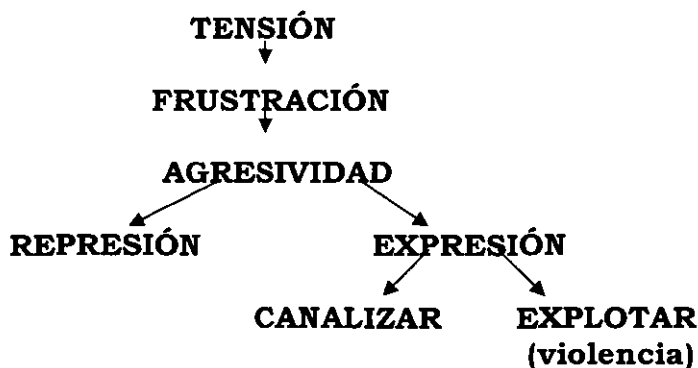 TENSIÓN
FRUSTRACIÓN
AGRESIVIDAD
REPRESIÓN EXPRESIÓN
CANALIZAR EXPLOTAR
(violencia)